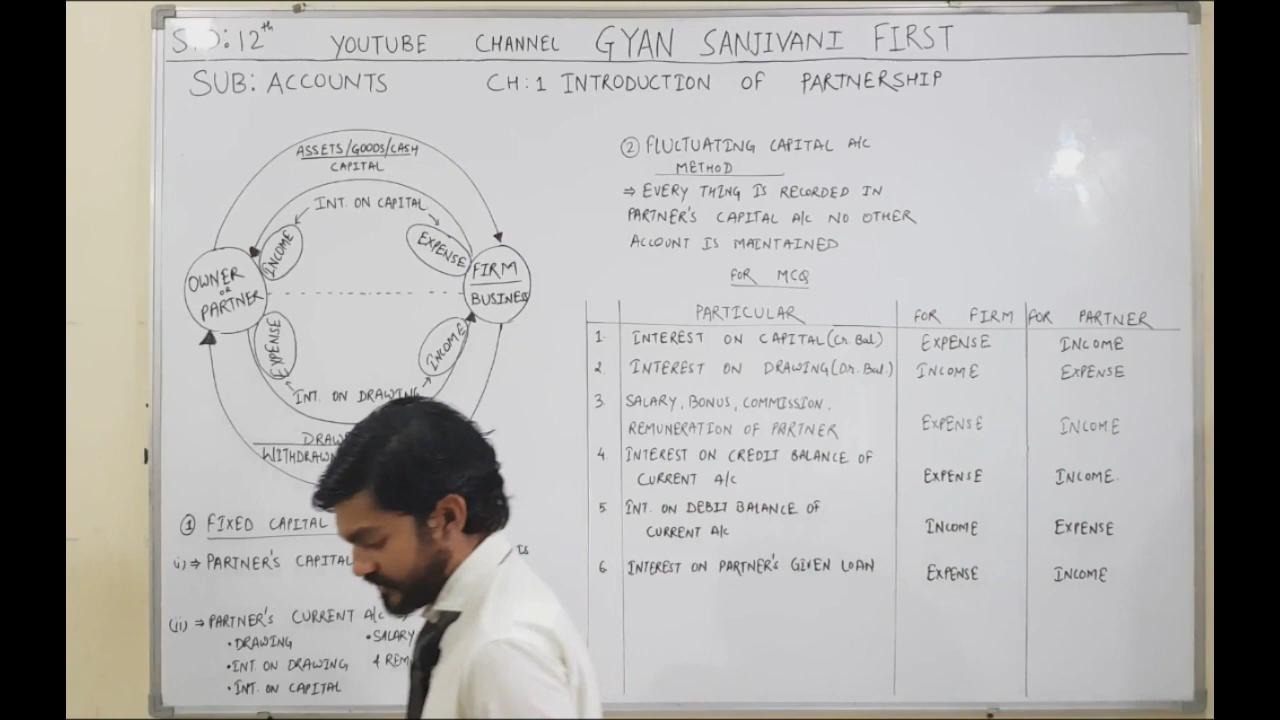 STD:12th YOUTUBE CHANNEL GYAN SANJIVANI FIRST
SUB: ACCOUNTS CH:1 INTRODUCTION OF PARTNERSHIP
ASSETS/GOODS/CASH
CAPITAL
INT. ON CAPITAL
INCOME
EXPENSE
OWNER
OR
PARTNER
FIRM
BUSINESS
EXPENSE
INCOME
INT. ON DRAWING
① FIXED CAPITAL
(i) ⇒ PARTNER'S CAPITAL IS
(ii) ⇒ PARTNER'S CURRENT A/C
• DRAWING • SALARY
• INT. ON DRAWING &
• INT. ON CAPITAL
② FLUCTUATING CAPITAL A/C
METHOD
⇒ EVERY THING IS RECORDED IN
PARTNER'S CAPITAL A/C NO OTHER
ACCOUNT IS MAINTAINED
FOR MCQ
PARTICULAR FOR FIRM FOR PARTNER
1. INTEREST ON CAPITAL (Cr. Bal) EXPENSE INCOME
2. INTEREST ON DRAWING (Dr. Bal.) INCOME EXPENSE
3. SALARY, BONUS, COMMISSION,
REMUNERATION OF PARTNER EXPENSE INCOME
4. INTEREST ON CREDIT BALANCE OF
CURRENT A/C EXPENSE INCOME.
5 INT. ON DEBIT BALANCE OF
CURRENT A/C INCOME EXPENSE
6 INTEREST ON PARTNER'S GIVEN LOAN EXPENSE INCOME